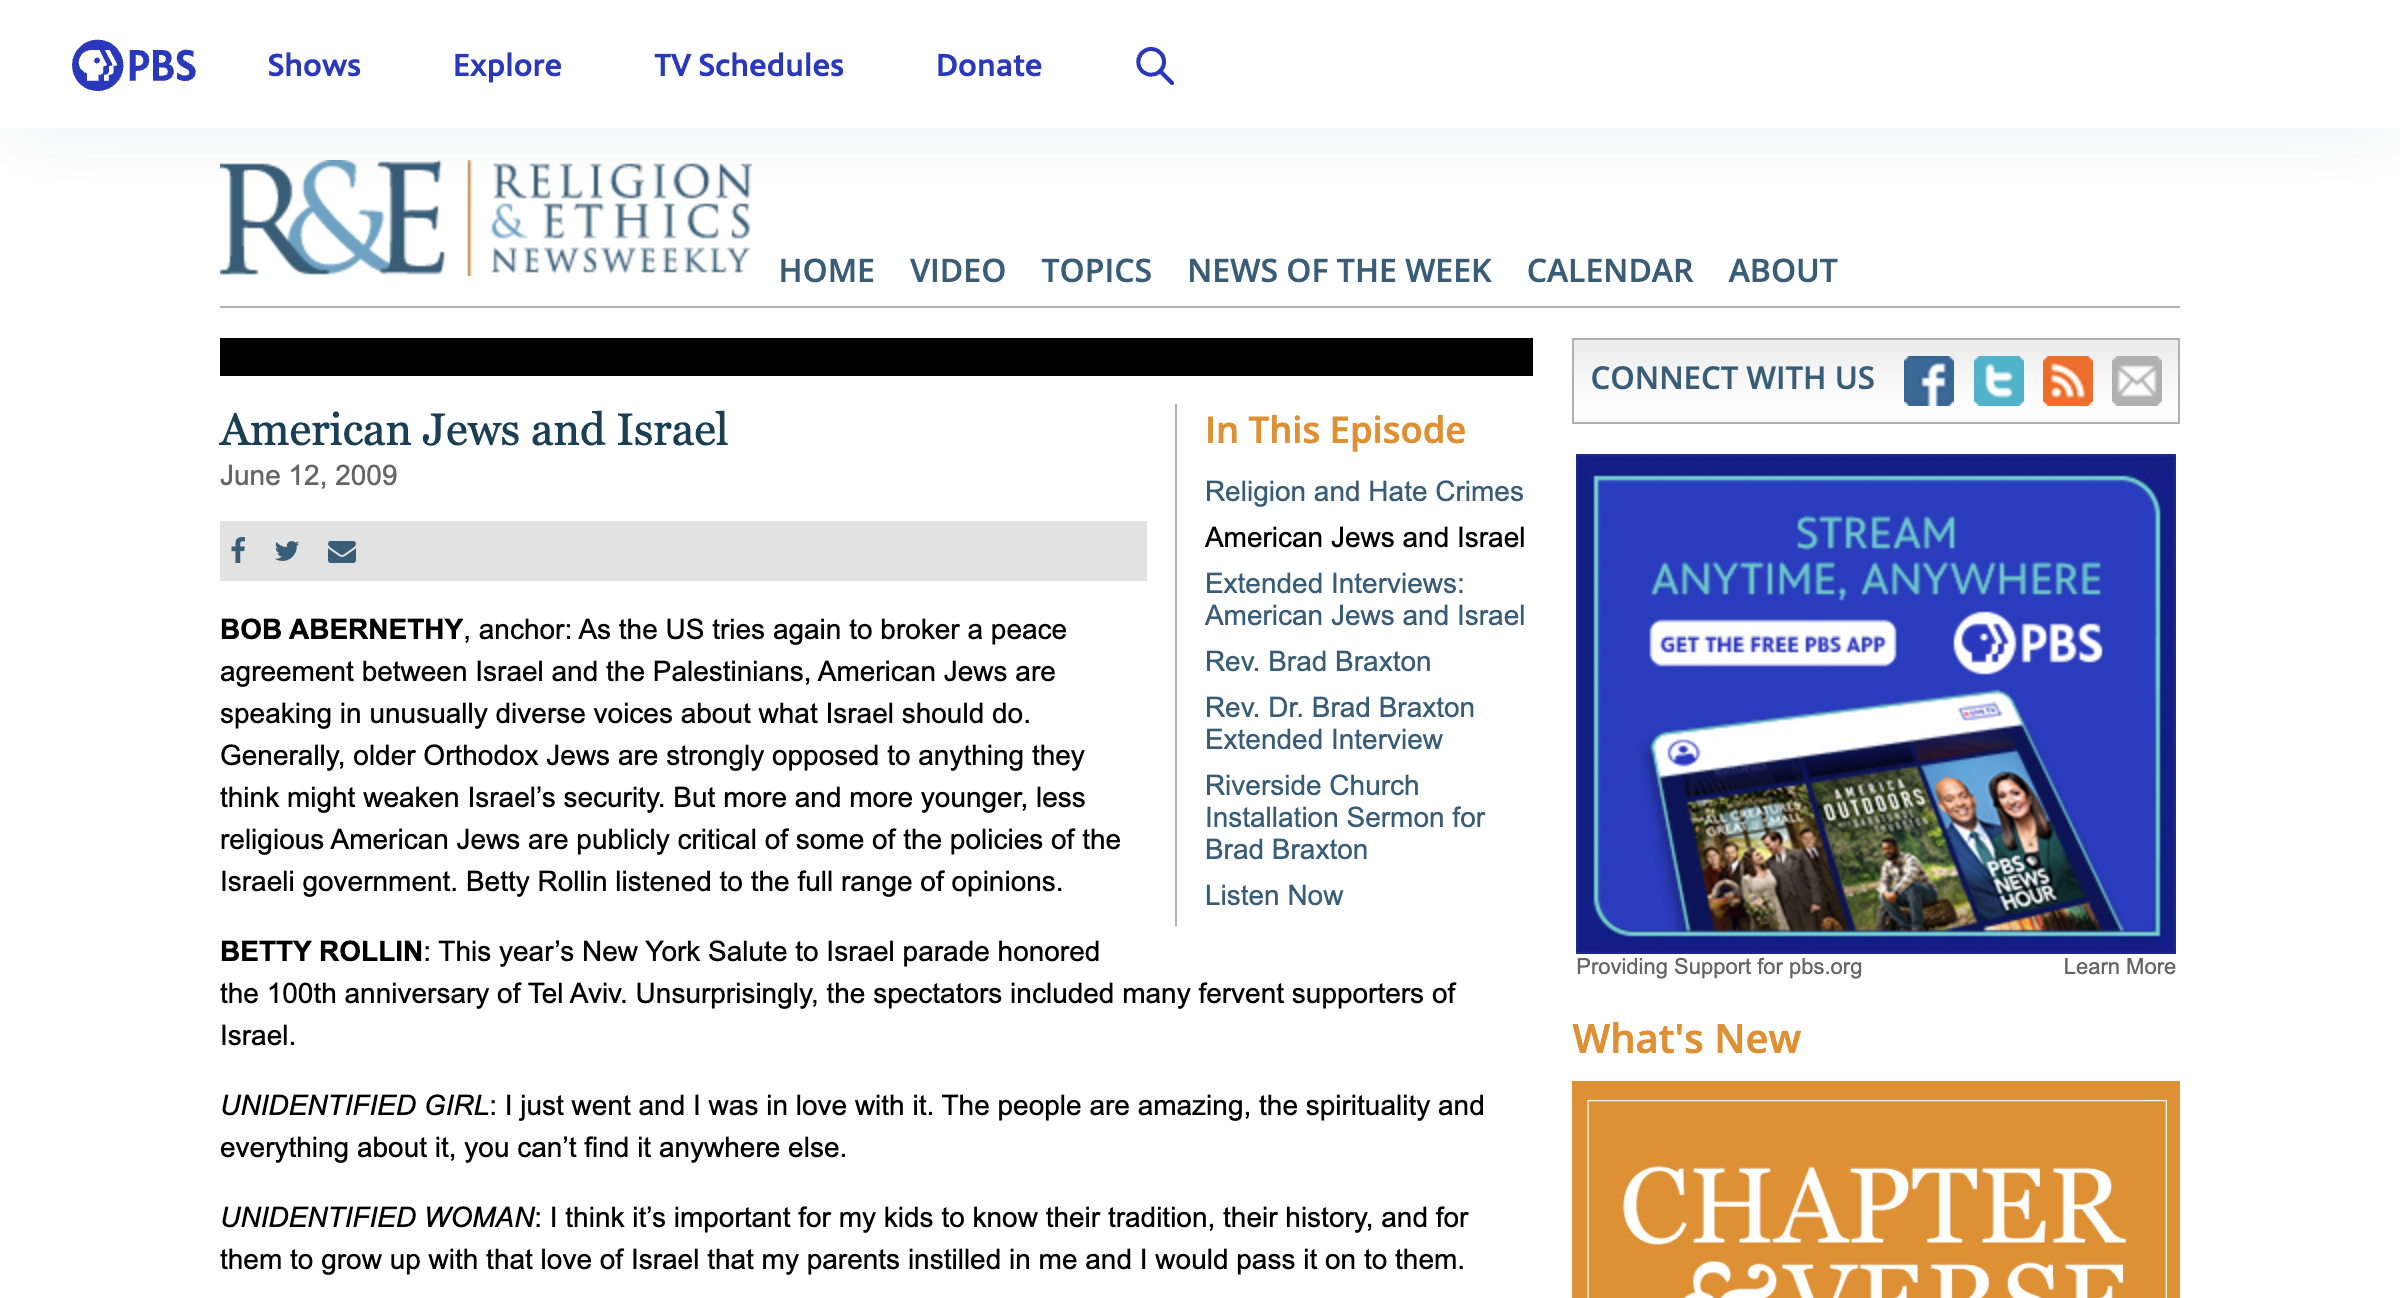 PBS
Shows
Explore
TV Schedules
Donate
R&E
RELIGION
& ETHICS
NEWSWEEKLY
HOME
VIDEO
TOPICS
NEWS OF THE WEEK
CALENDAR
ABOUT
American Jews and Israel
June 12, 2009
BOB ABERNETHY, anchor: As the US tries again to broker a peace
agreement between Israel and the Palestinians, American Jews are
speaking in unusually diverse voices about what Israel should do.
Generally, older Orthodox Jews are strongly opposed to anything they
think might weaken Israel’s security. But more and more younger, less
religious American Jews are publicly critical of some of the policies of the
Israeli government. Betty Rollin listened to the full range of opinions.
BETTY ROLLIN: This year’s New York Salute to Israel parade honored
the 100th anniversary of Tel Aviv. Unsurprisingly, the spectators included many fervent supporters of
Israel.
UNIDENTIFIED GIRL: I just went and I was in love with it. The people are amazing, the spirituality and
everything about it, you can’t find it anywhere else.
UNIDENTIFIED WOMAN: I think it’s important for my kids to know their tradition, their history, and for
them to grow up with that love of Israel that my parents instilled in me and I would pass it on to them.
In This Episode
Religion and Hate Crimes
American Jews and Israel
Extended Interviews:
American Jews and Israel
Rev. Brad Braxton
Rev. Dr. Brad Braxton
Extended Interview
Riverside Church
Installation Sermon for
Brad Braxton
Listen Now
CONNECT WITH US
STREAM
ANYTIME, ANYWHERE
GET THE FREE PBS APP
PBS
ALL CREATURES
GREAT AND SMALL
AMERICA
OUTDOORS
PBS
NEWS
HOUR
Providing Support for pbs.org
Learn More
What's New
CHAPTER
&VERSE